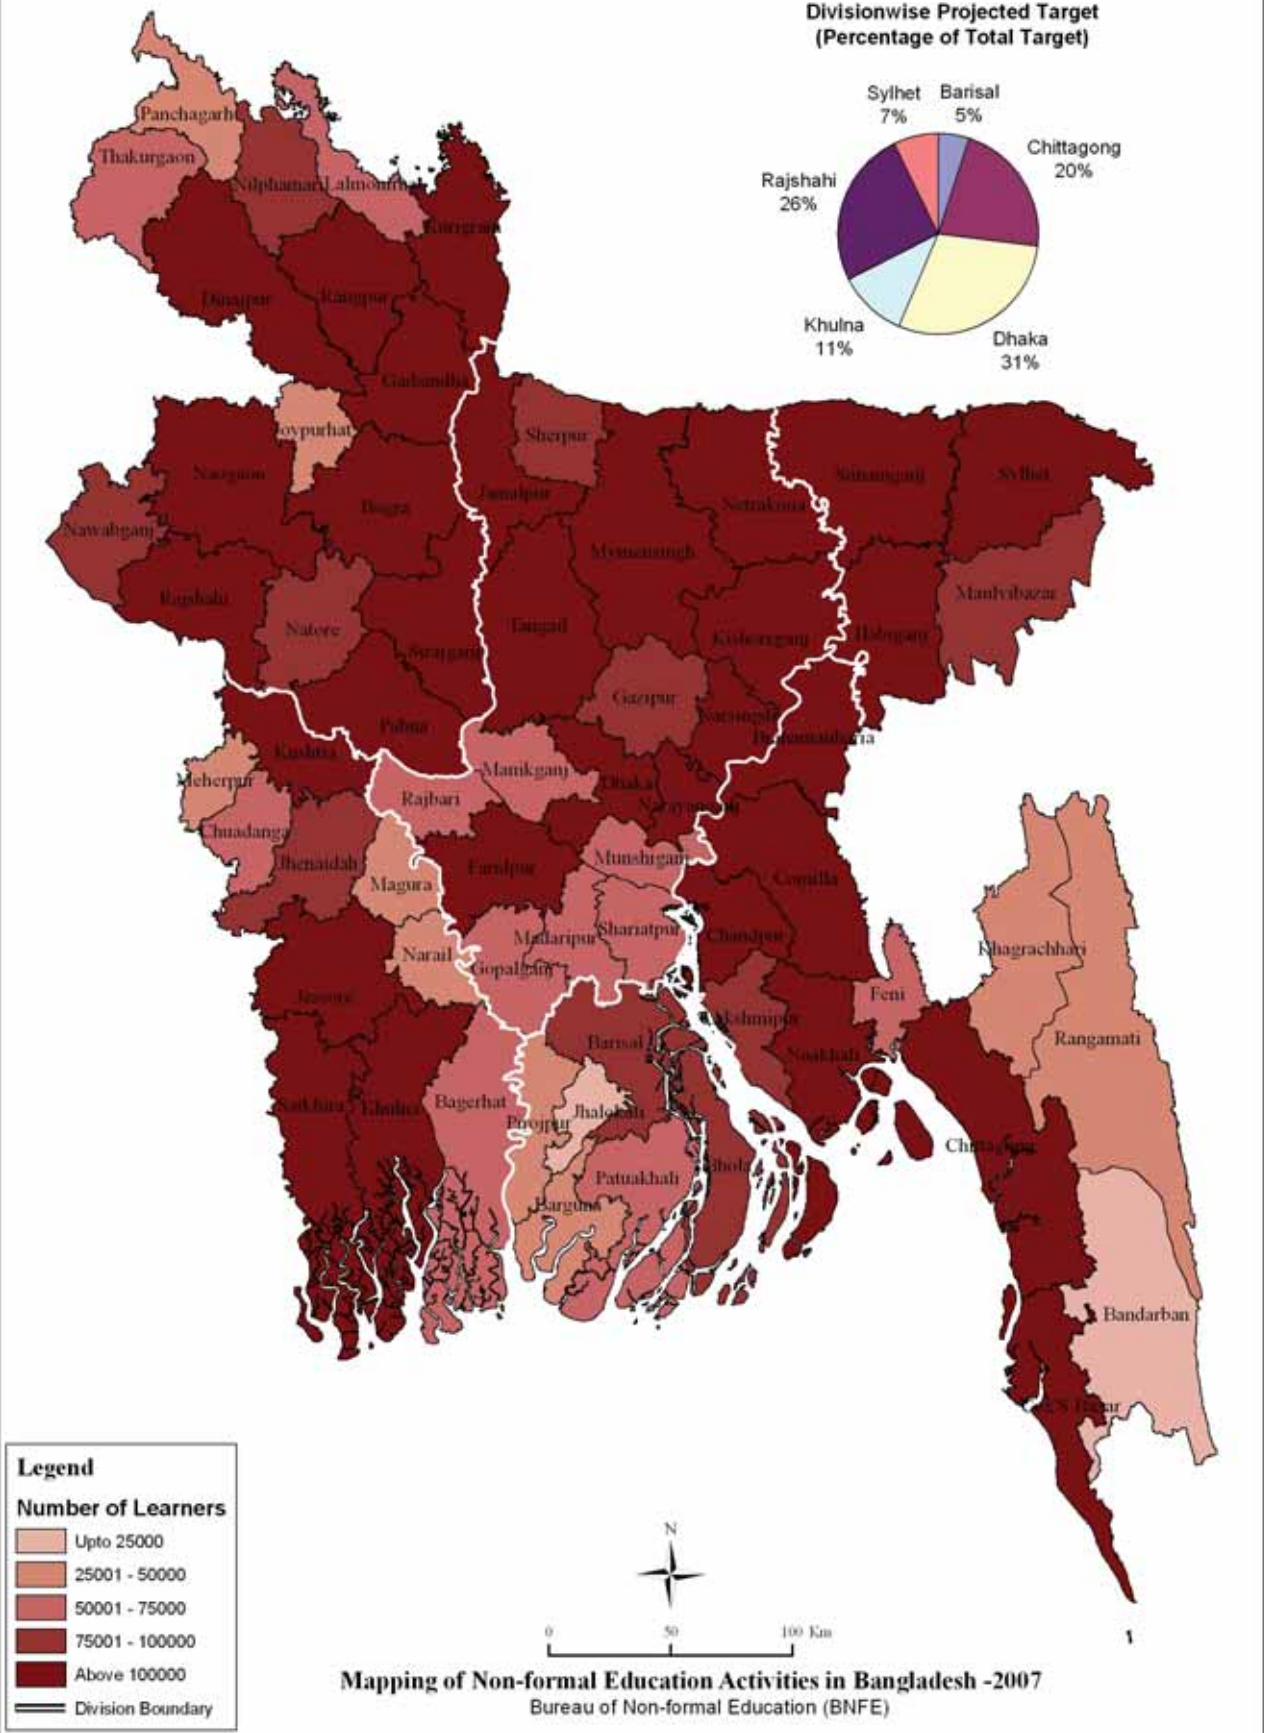 Divisionwise Projected Target
(Percentage of Total Target)
Sylhet
7%
Barisal
5%
Chittagong
20%
Rajshahi
26%
Khulna
11%
Dhaka
31%
Panchagarh
Thakurgaon
Nilphamari
Lalmonirhat
Kurigram
Dinajpur
Rangpur
Gaibandha
Joypurhat
Sherpur
Naogaon
Bogra
Jamalpur
Netrakona
Sunamganj
Sylhet
Nawabganj
Mymensingh
Maulvibazar
Rajshahi
Natore
Sirajganj
Tangail
Kishoreganj
Habiganj
Gazipur
Narsingdi
Pabna
Brahamanbaria
Kushtia
Meherpur
Manikganj
Dhaka
Narayanganj
Rajbari
Chuadanga
Jhenaidah
Munshiganj
Magura
Faridpur
Comilla
Shariatpur
Madaripur
Chandpur
Narail
Gopalganj
Khagrachhari
Jessore
Feni
Lakshmipur
Barisal
Noakhali
Rangamati
Satkhira
Khulna
Bagerhat
Jhalokati
Pirojpur
Chittagong
Bhola
Patuakhali
Barguna
Bandarban
Cox'S Bazar
Legend
Number of Learners
Upto 25000
25001 - 50000
50001 - 75000
75001 - 100000
Above 100000
Division Boundary
N
0 50 100 Km
Mapping of Non-formal Education Activities in Bangladesh -2007
Bureau of Non-formal Education (BNFE)